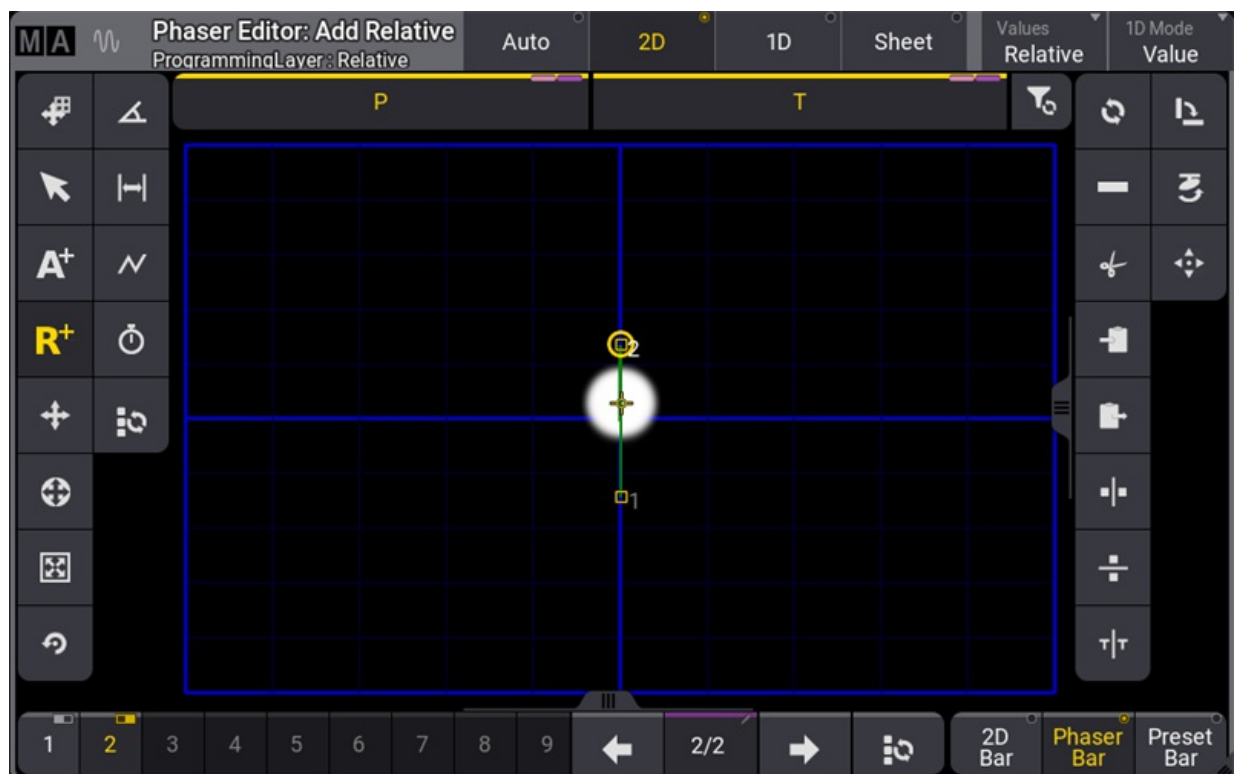 MA
Phaser Editor: Add Relative
ProgrammingLayer : Relative
Auto
2D
1D
Sheet
Values
Relative
1D Mode
Value
P
T
A+
R+
2
1
T|T
1
2
3
4
5
6
7
8
9
2/2
2D
Bar
Phaser
Bar
Preset
Bar